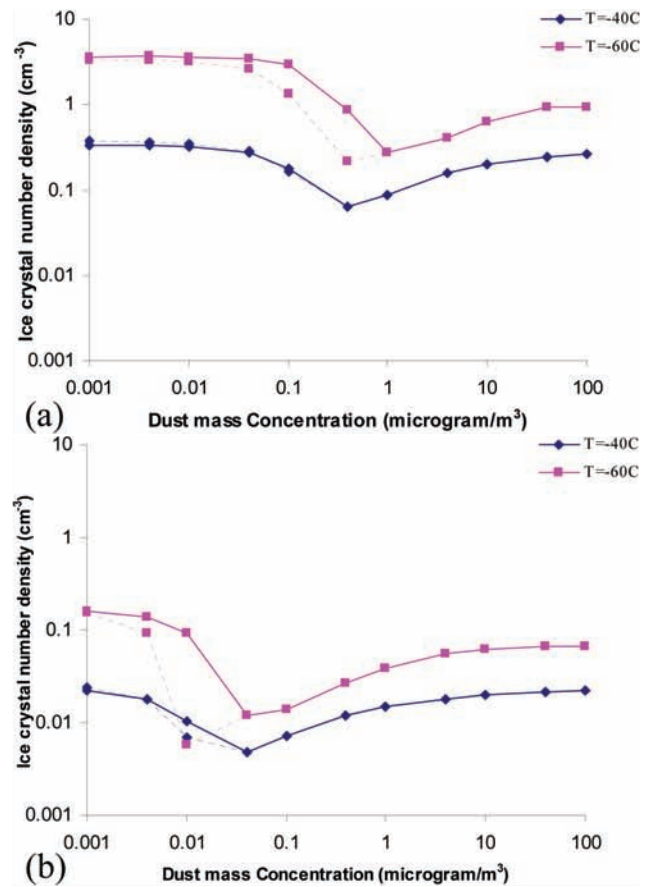 10
1
0.1
0.01
0.001
Ice crystal number density (cm⁻³)
T=-40C
T=-60C
0.001 0.01 0.1 1 10 100
Dust mass Concentration (microgram/m³)
(a)
10
1
0.1
0.01
0.001
Ice crystal number density (cm⁻³)
T=-40C
T=-60C
0.001 0.01 0.1 1 10 100
Dust mass Concentration (microgram/m³)
(b)